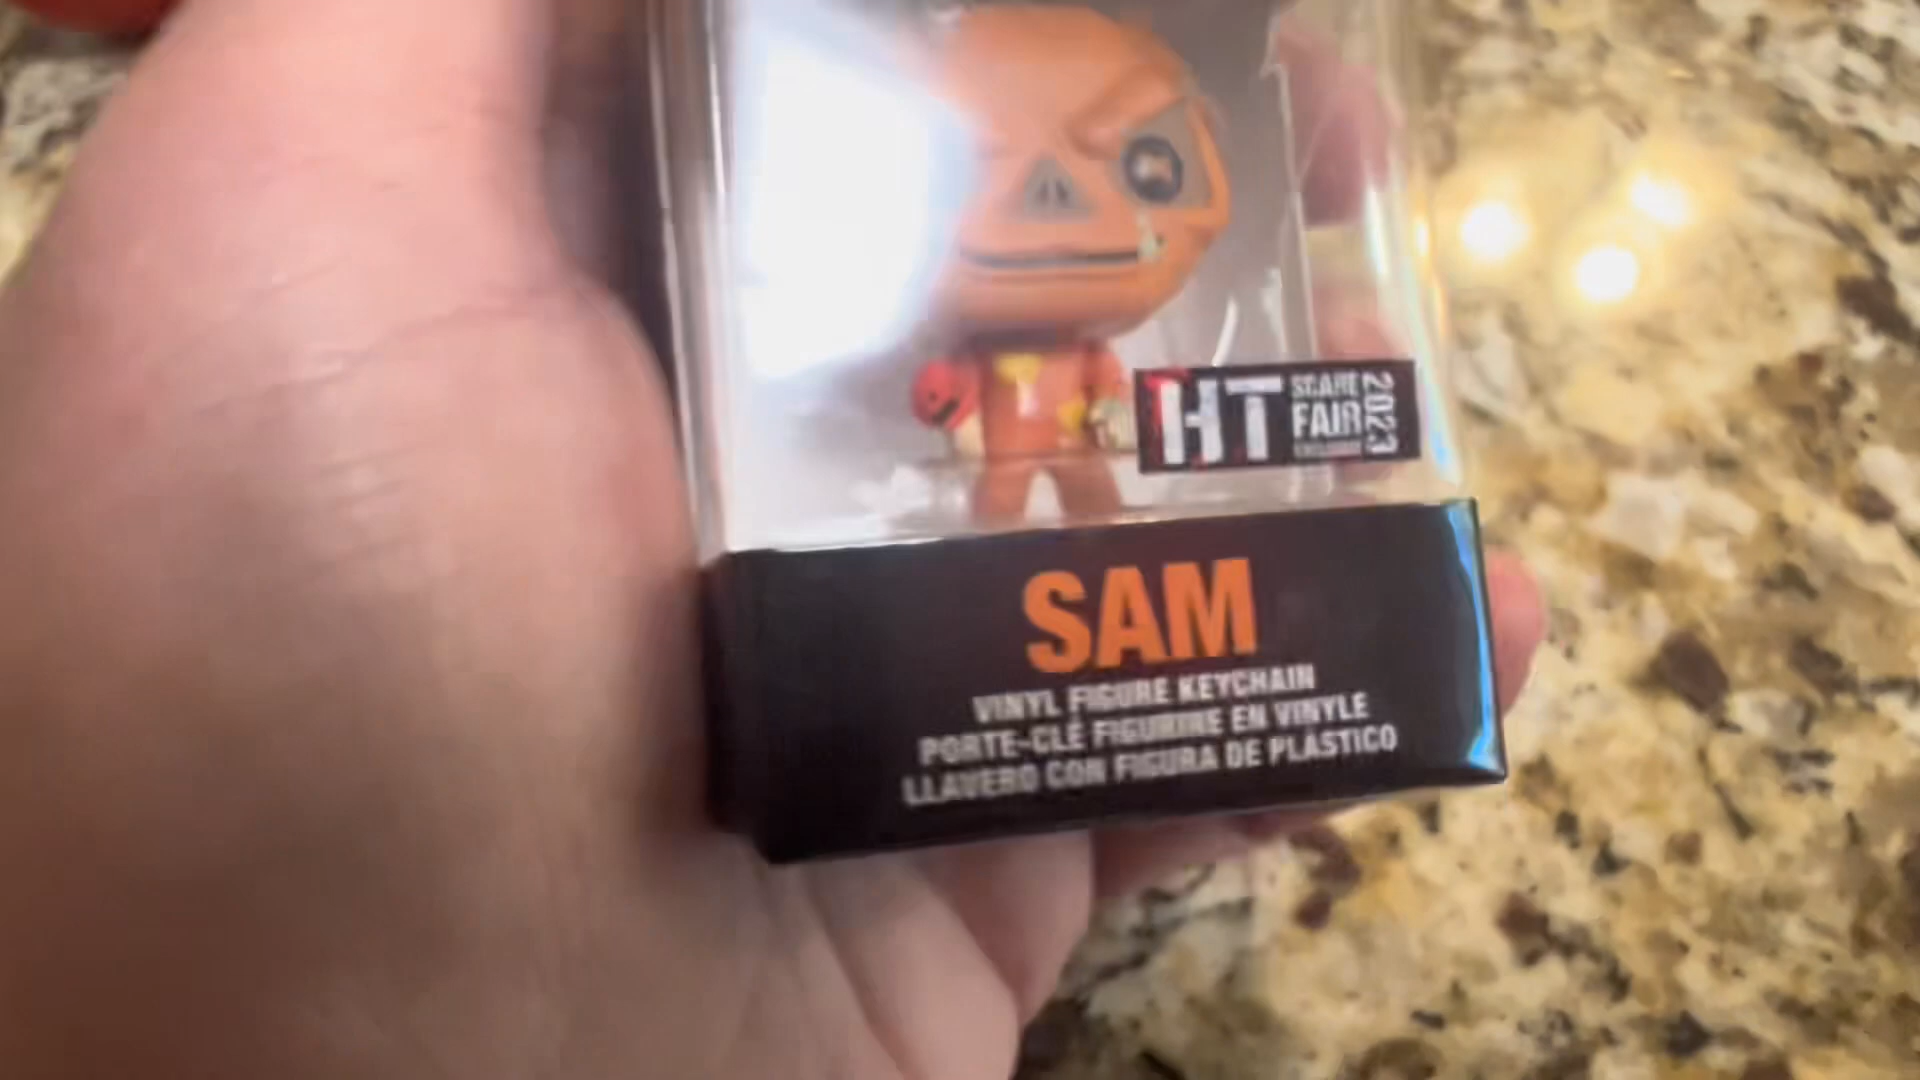 HT SCARE FAIR 2023
SAM
VINYL FIGURE KEYCHAIN
PORTE-CLÉ FIGURINE EN VINYLE
LLAVERO CON FIGURA DE PLÁSTICO